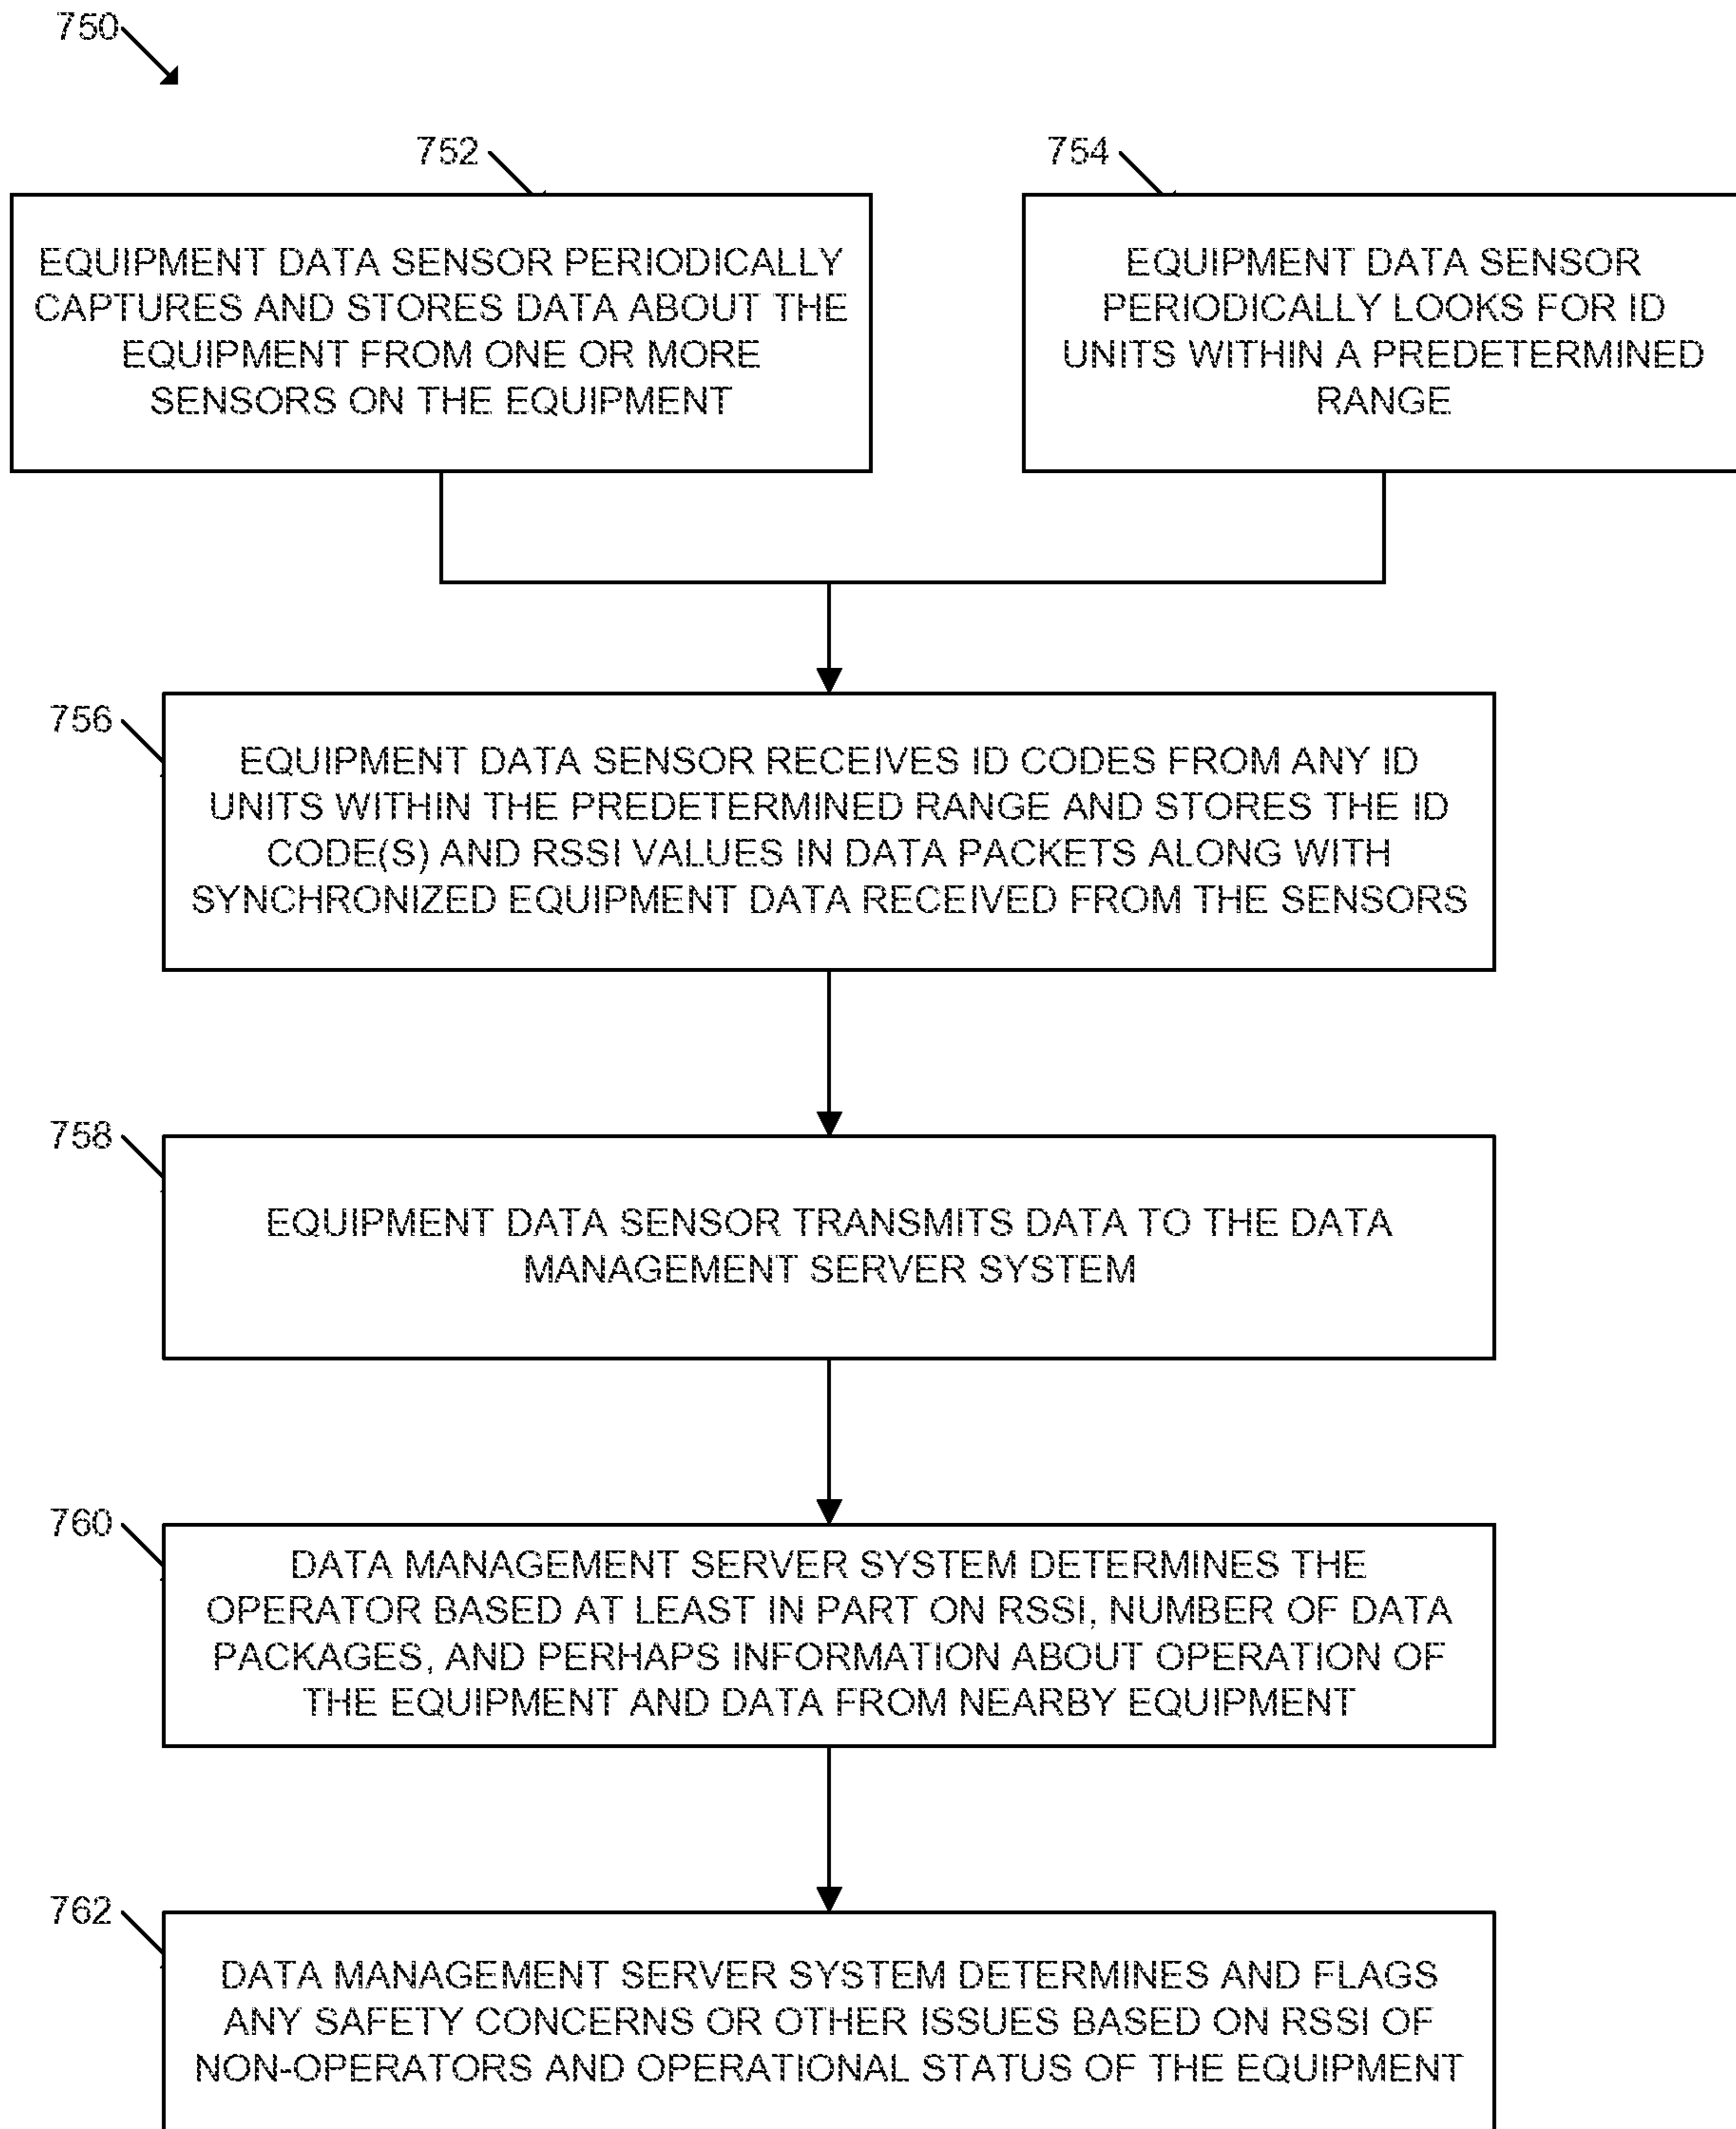 750
752
754
EQUIPMENT DATA SENSOR PERIODICALLY
CAPTURES AND STORES DATA ABOUT THE
EQUIPMENT FROM ONE OR MORE
SENSORS ON THE EQUIPMENT
EQUIPMENT DATA SENSOR
PERIODICALLY LOOKS FOR ID
UNITS WITHIN A PREDETERMINED
RANGE
756
EQUIPMENT DATA SENSOR RECEIVES ID CODES FROM ANY ID
UNITS WITHIN THE PREDETERMINED RANGE AND STORES THE ID
CODE(S) AND RSSI VALUES IN DATA PACKETS ALONG WITH
SYNCHRONIZED EQUIPMENT DATA RECEIVED FROM THE SENSORS
758
EQUIPMENT DATA SENSOR TRANSMITS DATA TO THE DATA
MANAGEMENT SERVER SYSTEM
760
DATA MANAGEMENT SERVER SYSTEM DETERMINES THE
OPERATOR BASED AT LEAST IN PART ON RSSI, NUMBER OF DATA
PACKAGES, AND PERHAPS INFORMATION ABOUT OPERATION OF
THE EQUIPMENT AND DATA FROM NEARBY EQUIPMENT
762
DATA MANAGEMENT SERVER SYSTEM DETERMINES AND FLAGS
ANY SAFETY CONCERNS OR OTHER ISSUES BASED ON RSSI OF
NON-OPERATORS AND OPERATIONAL STATUS OF THE EQUIPMENT